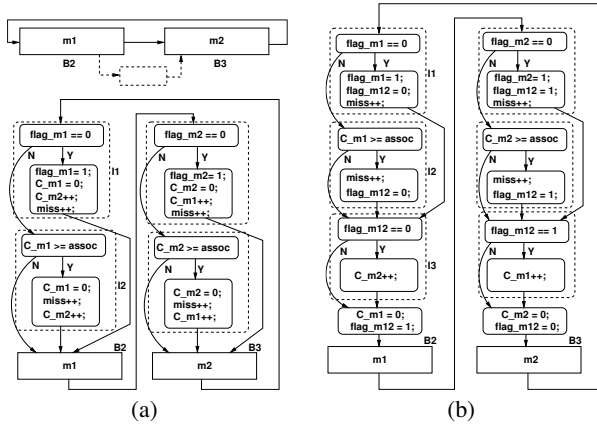 m1
m2
B2
B3
flag_m1 == 0
N
Y
flag_m1= 1;
C_m1 = 0;
C_m2++;
miss++;
I1
C_m1 >= assoc
N
Y
C_m1 = 0;
miss++;
C_m2++;
I2
B2
m1
flag_m2 == 0
N
Y
flag_m2= 1;
C_m2 = 0;
C_m1++;
miss++;
C_m2 >= assoc
N
Y
C_m2 = 0;
miss++;
C_m1++;
B3
m2
(a)
flag_m1 == 0
N
Y
flag_m1= 1;
flag_m12 = 0;
miss++;
I1
C_m1 >= assoc
N
Y
miss++;
flag_m12 = 0;
I2
flag_m12 == 0
N
Y
C_m2++;
I3
C_m1 = 0;
flag_m12 = 1;
B2
m1
flag_m2 == 0
N
Y
flag_m2= 1;
flag_m12 = 1;
miss++;
C_m2 >= assoc
N
Y
miss++;
flag_m12 = 1;
flag_m12 == 1
N
Y
C_m1++;
C_m2 = 0;
flag_m12 = 0;
B3
m2
(b)